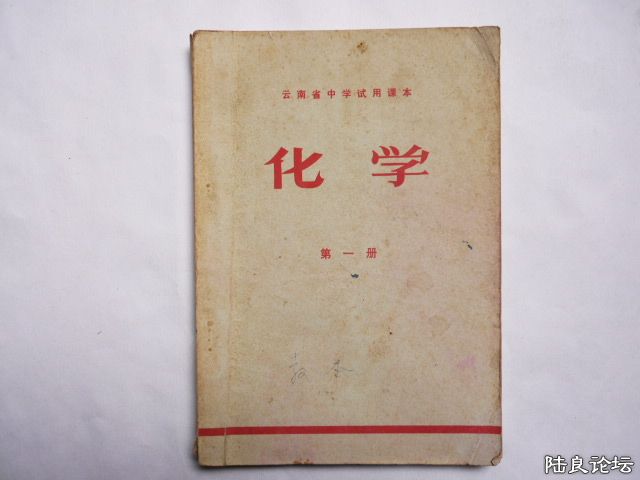 云南省中学试用课本
化学
第一册
陆良论坛